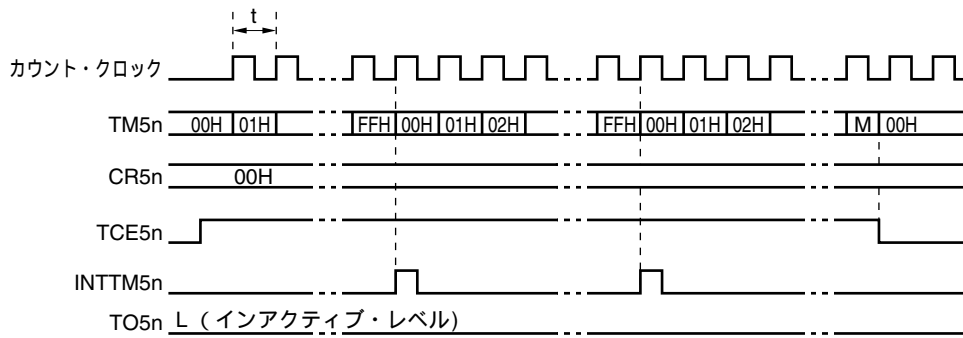 t
カウント・クロック
TM5n 00H 01H FFH 00H 01H 02H FFH 00H 01H 02H M 00H
CR5n 00H
TCE5n
INTTM5n
TO5n L (インアクティブ・レベル)